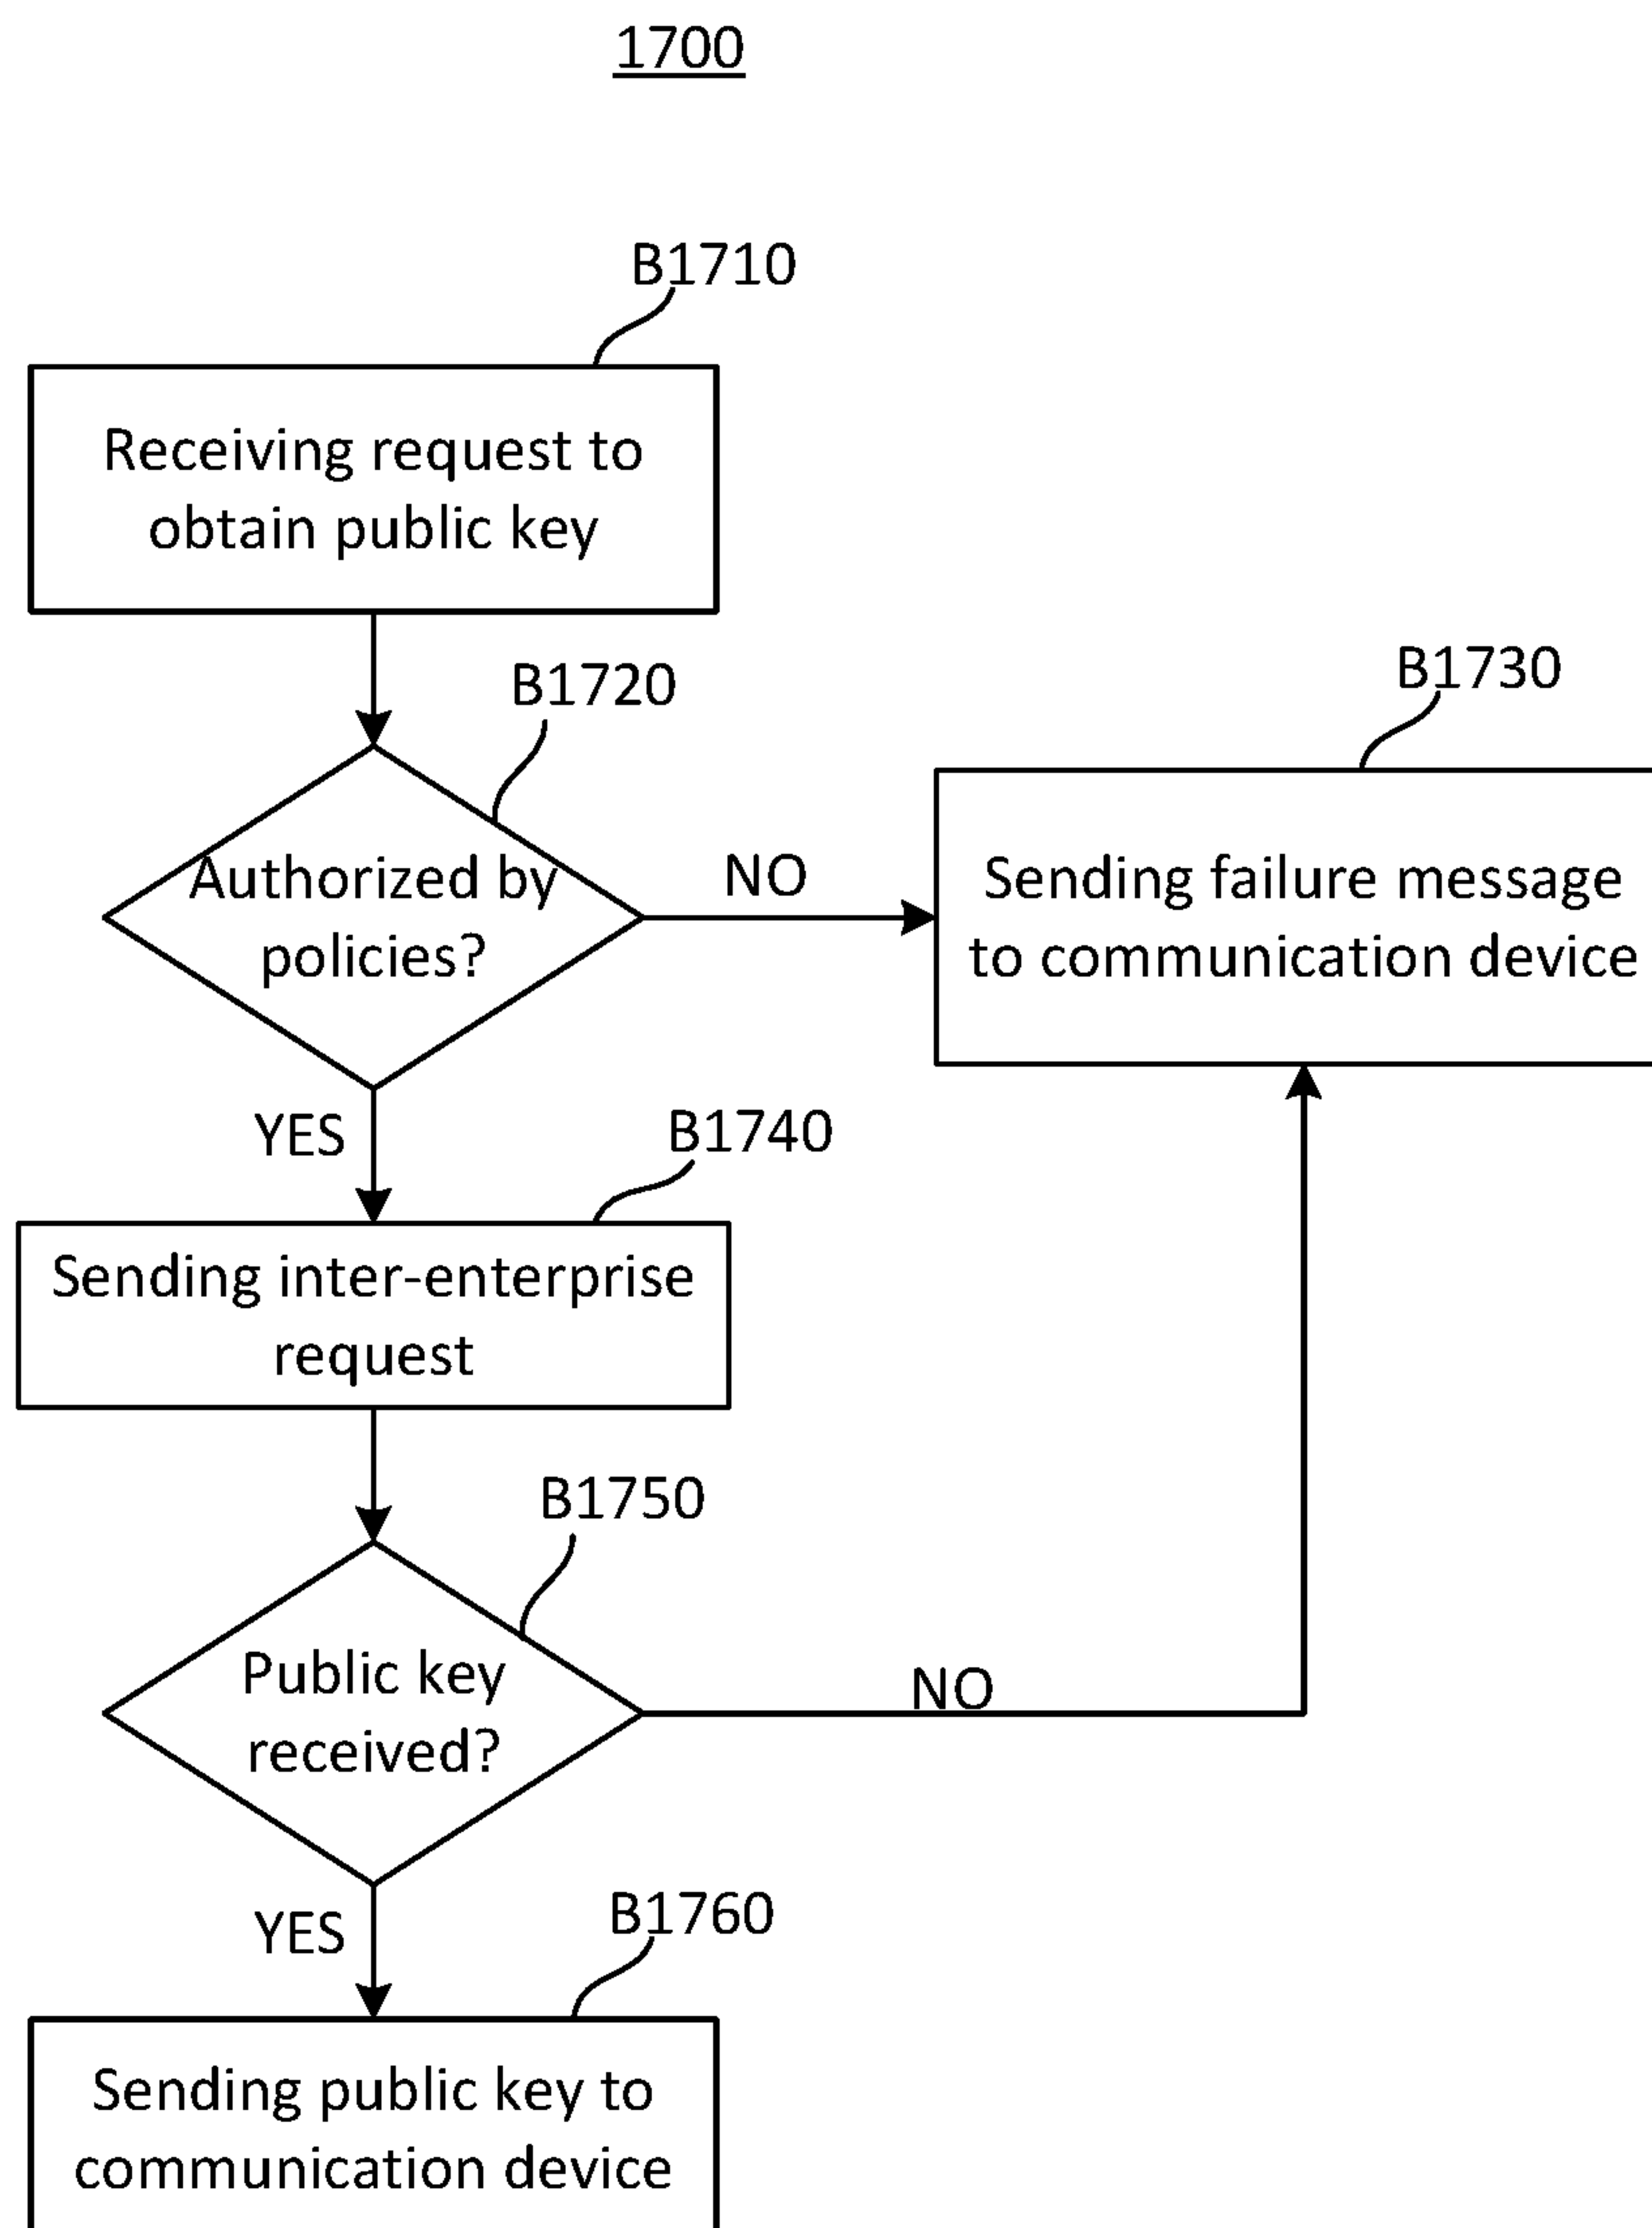 1700
B1710
Receiving request to
obtain public key
B1720
Authorized by
policies?
NO
B1730
Sending failure message
to communication device
YES
B1740
Sending inter-enterprise
request
B1750
Public key
received?
NO
YES
B1760
Sending public key to
communication device